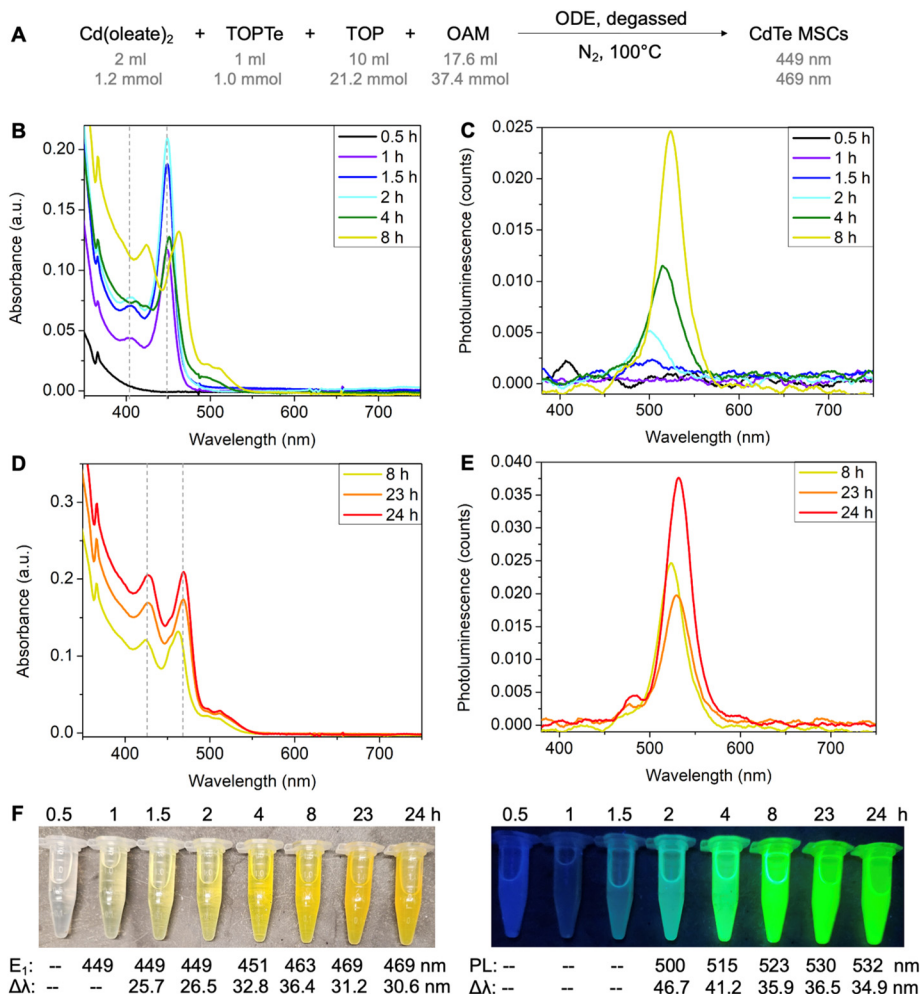 A
Cd(oleate)₂ + TOPTe + TOP + OAM ODE, degassed CdTe MSCs
N₂, 100°C
2 ml 1 ml 10 ml 17.6 ml 449 nm
1.2 mmol 1.0 mmol 21.2 mmol 37.4 mmol 469 nm
B
Absorbance (a.u.)
0.20
0.15
0.10
0.05
0.00
0.5 h
1 h
1.5 h
2 h
4 h
8 h
400 500 600 700
Wavelength (nm)
C
Photoluminescence (counts)
0.025
0.020
0.015
0.010
0.005
0.000
0.5 h
1 h
1.5 h
2 h
4 h
8 h
400 500 600 700
Wavelength (nm)
D
Absorbance (a.u.)
0.3
0.2
0.1
0.0
8 h
23 h
24 h
400 500 600 700
Wavelength (nm)
E
Photoluminescence (counts)
0.040
0.035
0.030
0.025
0.020
0.015
0.010
0.005
0.000
8 h
23 h
24 h
400 500 600 700
Wavelength (nm)
F
0.5 1 1.5 2 4 8 23 24 h
E₁: -- 449 449 449 451 463 469 469 nm
Δλ: -- -- 25.7 26.5 32.8 36.4 31.2 30.6 nm
0.5 1 1.5 2 4 8 23 24 h
PL: -- -- -- 500 515 523 530 532 nm
Δλ: -- -- -- 46.7 41.2 35.9 36.5 34.9 nm